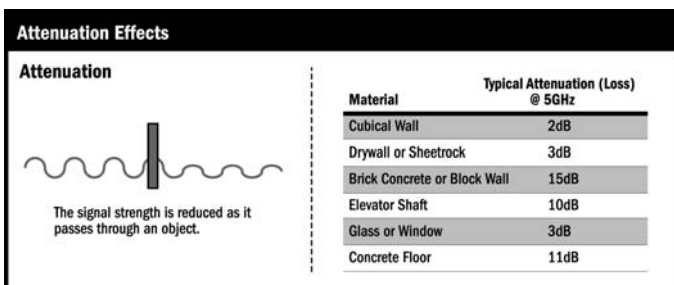 Attenuation Effects
Attenuation
The signal strength is reduced as it
passes through an object.
Typical Attenuation (Loss)
Material @ 5GHz
Cubical Wall 2dB
Drywall or Sheetrock 3dB
Brick Concrete or Block Wall 15dB
Elevator Shaft 10dB
Glass or Window 3dB
Concrete Floor 11dB